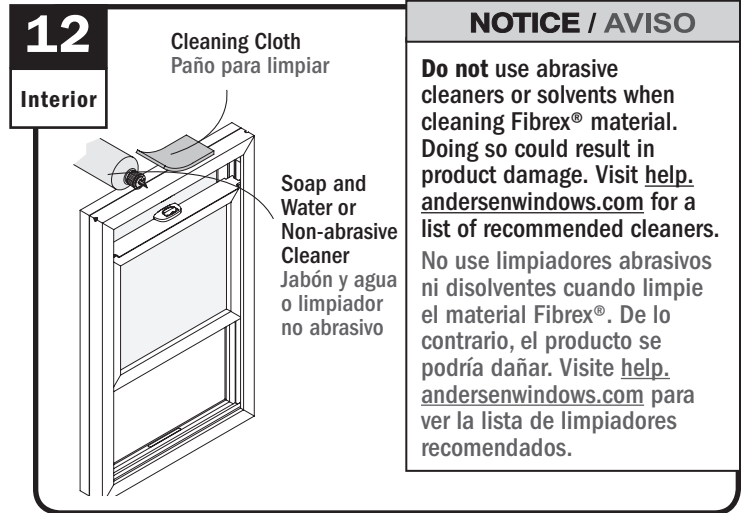 12
Interior
Cleaning Cloth
Paño para limpiar
Soap and
Water or
Non-abrasive
Cleaner
Jabón y agua
o limpiador
no abrasivo
NOTICE / AVISO
Do not use abrasive
cleaners or solvents when
cleaning Fibrex® material.
Doing so could result in
product damage. Visit help.
andersenwindows.com for a
list of recommended cleaners.
No use limpiadores abrasivos
ni disolventes cuando limpie
el material Fibrex®. De lo
contrario, el producto se
podría dañar. Visite help.
andersenwindows.com para
ver la lista de limpiadores
recomendados.